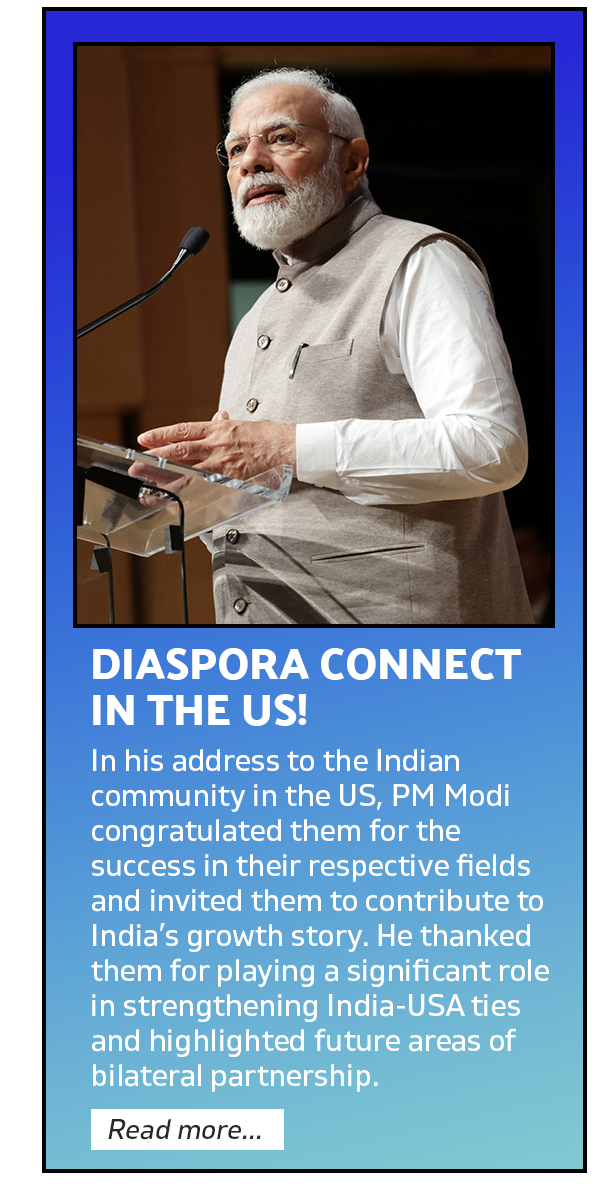 DIASPORA CONNECT
IN THE US!
In his address to the Indian
community in the US, PM Modi
congratulated them for the
success in their respective fields
and invited them to contribute to
India’s growth story. He thanked
them for playing a significant role
in strengthening India-USA ties
and highlighted future areas of
bilateral partnership.
Read more...